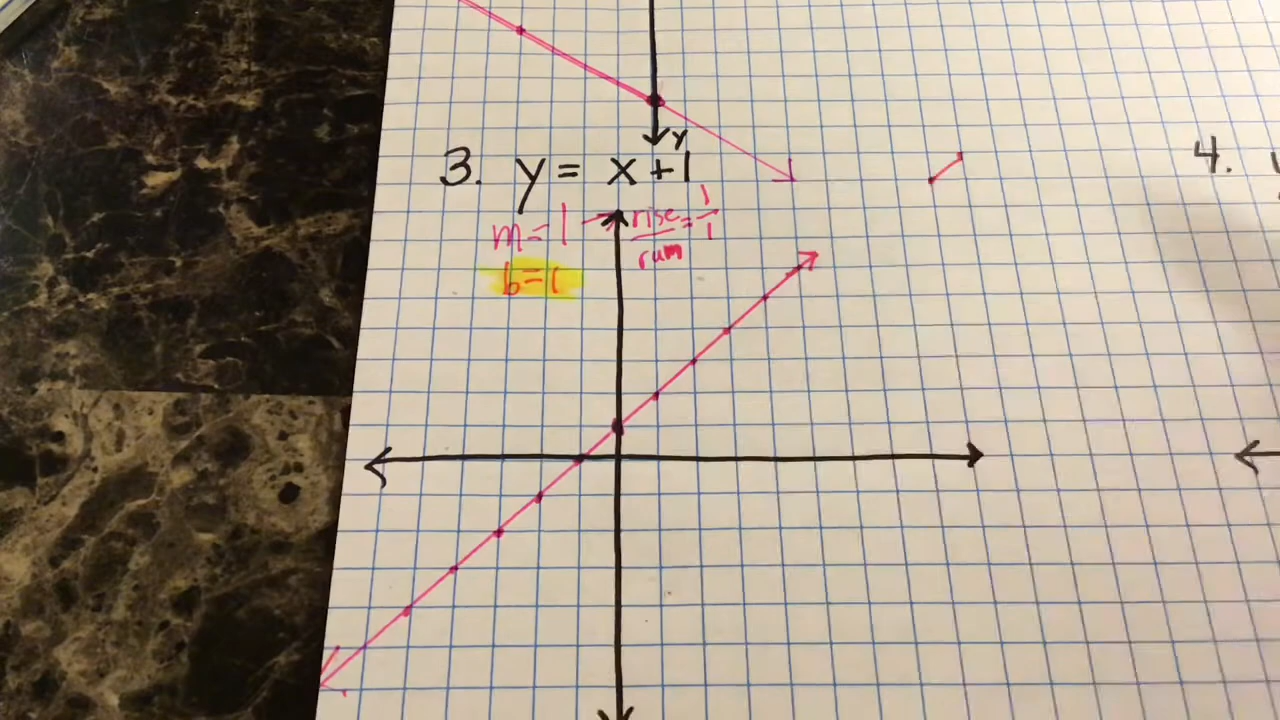 y
3. y = x+1
4.
m=1 → rise/run = 1/1
b=1